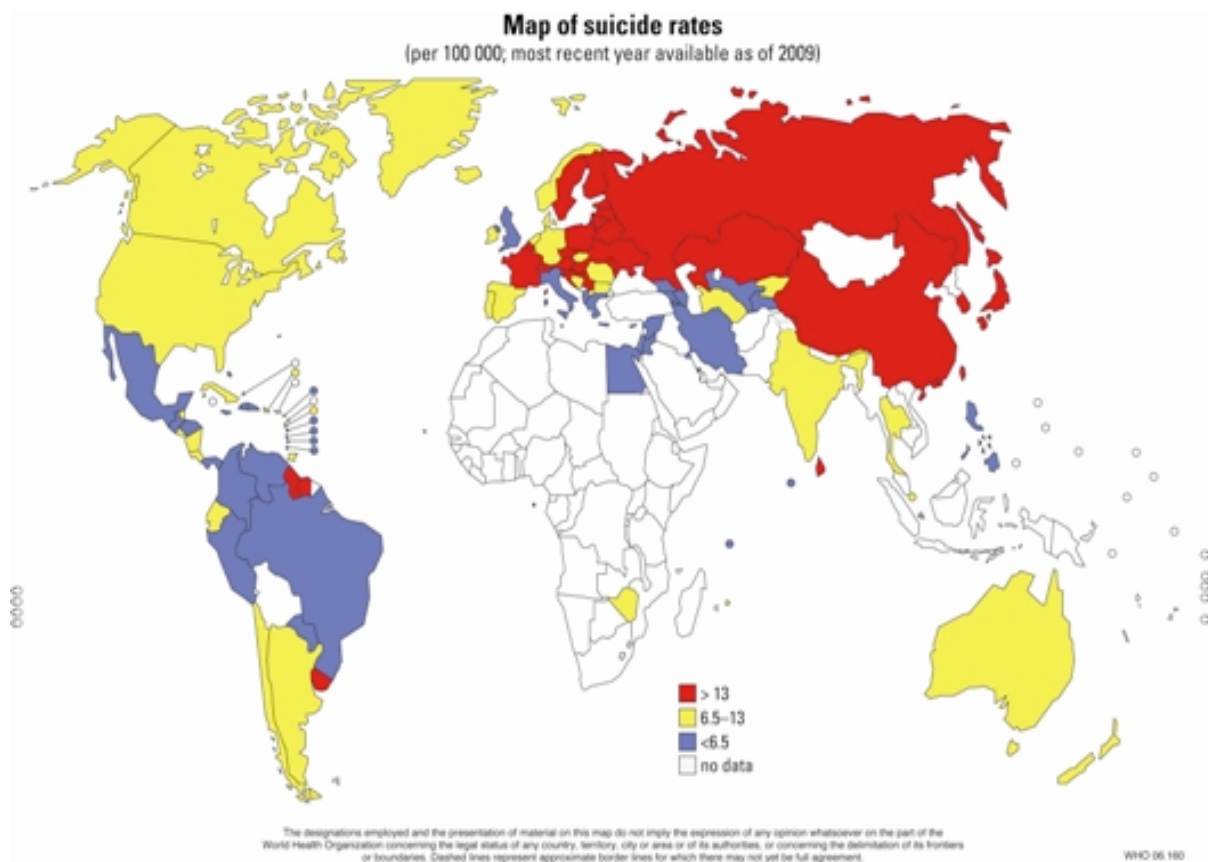 Map of suicide rates
(per 100 000; most recent year available as of 2009)
> 13
6.5–13
<6.5
no data
The designations employed and the presentation of material on this map do not imply the expression of any opinion whatsoever on the part of the
World Health Organization concerning the legal status of any country, territory, city or area or of its authorities, or concerning the delimitation of its frontiers
or boundaries. Dashed lines represent approximate border lines for which there may not yet be full agreement.
WHO 06.160